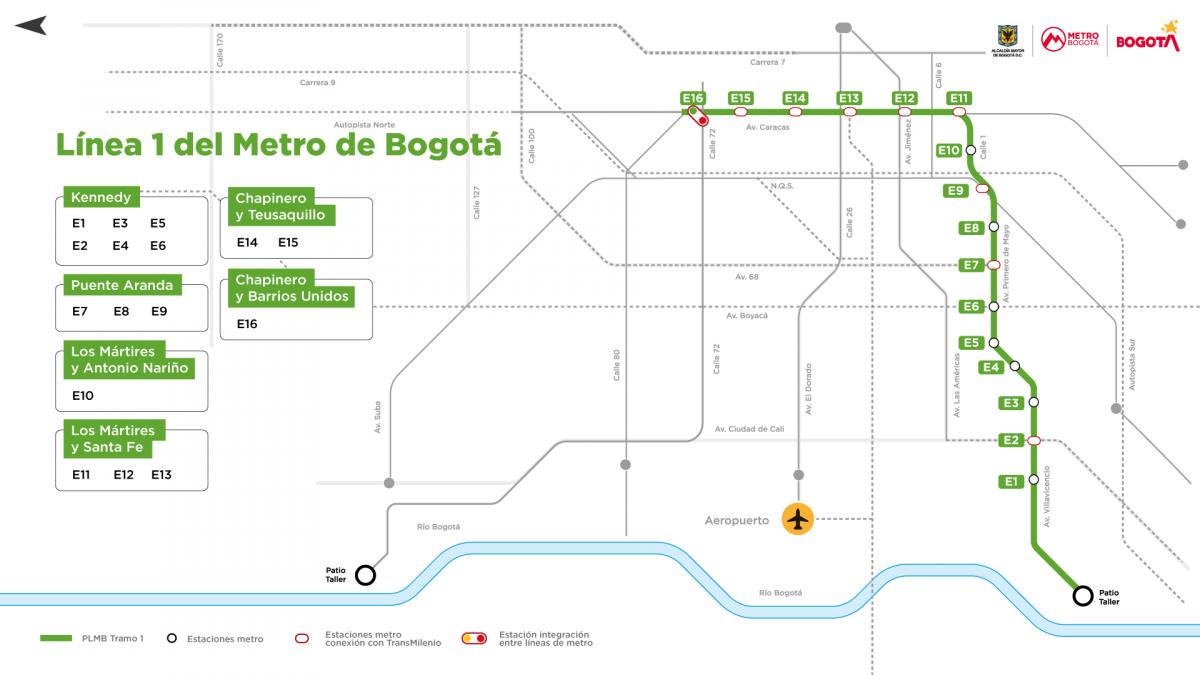 ALCALDÍA MAYOR
DE BOGOTÁ D.C.
METRO
BOGOTÁ
BOGOTÁ
Línea 1 del Metro de Bogotá
Kennedy
E1 E3 E5
E2 E4 E6
Puente Aranda
E7 E8 E9
Los Mártires
y Antonio Nariño
E10
Los Mártires
y Santa Fe
E11 E12 E13
Chapinero
y Teusaquillo
E14 E15
Chapinero
y Barrios Unidos
E16
Calle 170
Carrera 7
Carrera 9
Calle 6
Autopista Norte
Calle 100
Calle 127
E16
E15
E14
E13
E12
E11
Av. Caracas
Calle 72
Av. Jiménez
Calle 1
E10
E9
N.Q.S.
Calle 26
E8
Av. Primero de Mayo
E7
Av. 68
E6
Av. Boyacá
E5
E4
Calle 80
Calle 72
Av. El Dorado
Av. Las Américas
Autopista Sur
E3
Av. Suba
Av. Ciudad de Cali
E2
E1
Av. Villavicencio
Aeropuerto
Río Bogotá
Patio
Taller
Río Bogotá
Patio
Taller
PLMB Tramo 1
Estaciones metro
Estaciones metro
conexión con TransMilenio
Estación integración
entre líneas de metro